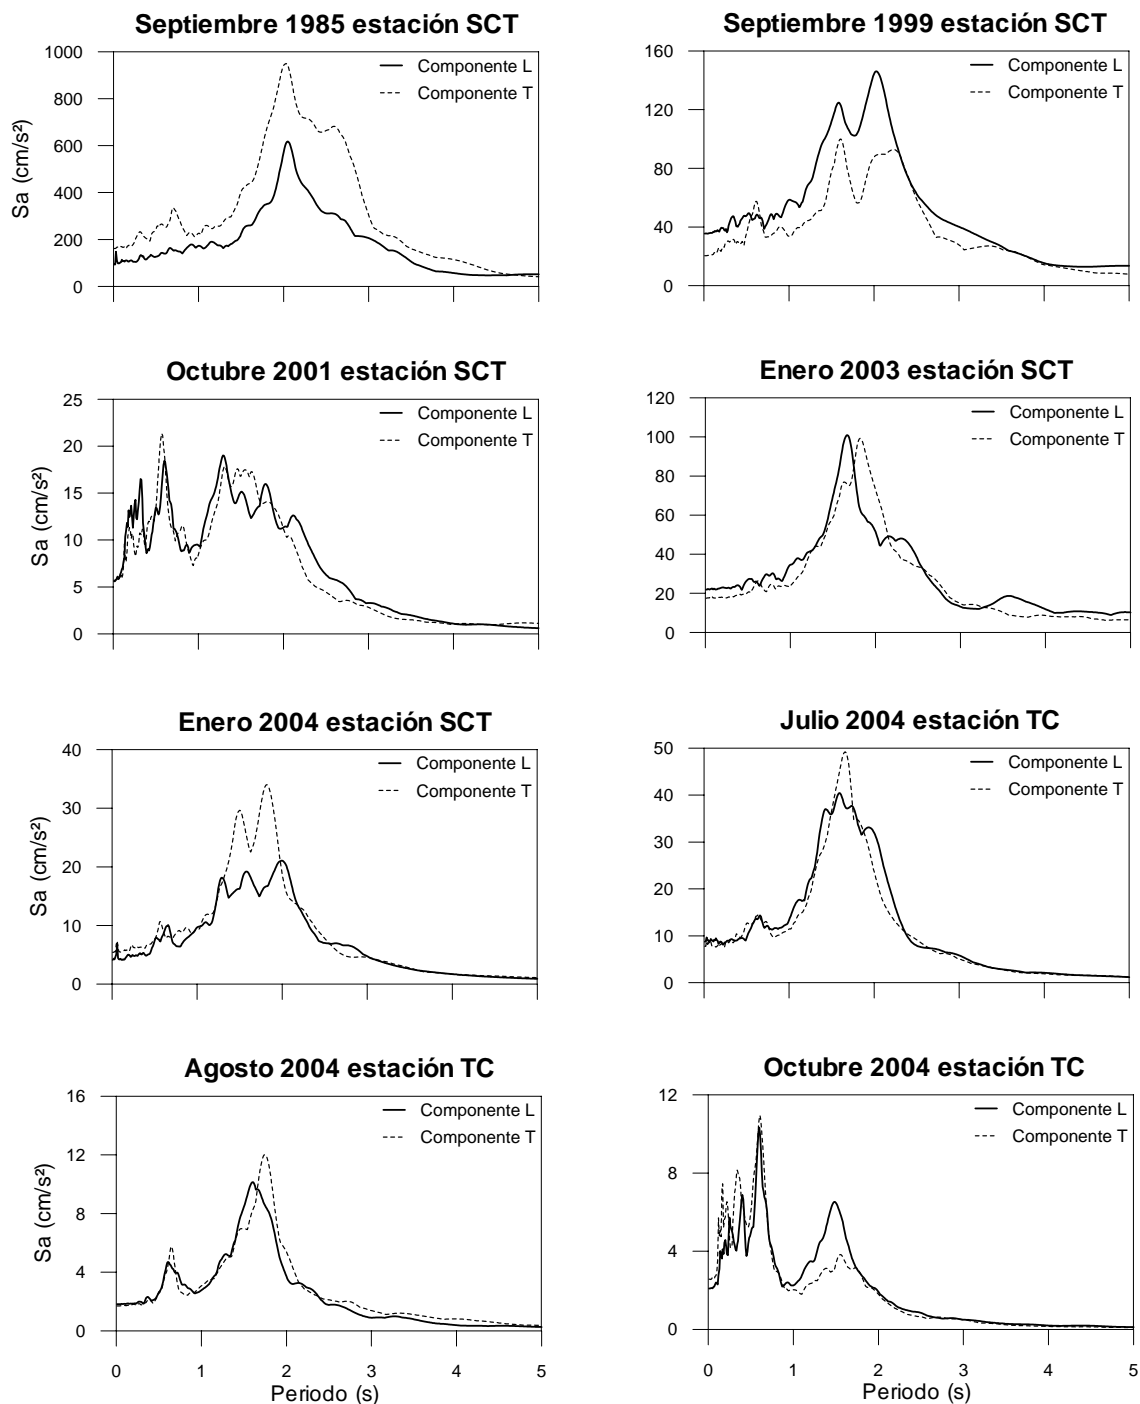 Septiembre 1985 estación SCT
1000
800
600
400
200
0
Sa (cm/s²)
Componente L
Componente T
Septiembre 1999 estación SCT
160
120
80
40
0
Componente L
Componente T
Octubre 2001 estación SCT
25
20
15
10
5
0
Sa (cm/s²)
Componente L
Componente T
Enero 2003 estación SCT
120
100
80
60
40
20
0
Componente L
Componente T
Enero 2004 estación SCT
40
30
20
10
0
Sa (cm/s²)
Componente L
Componente T
Julio 2004 estación TC
50
40
30
20
10
0
Componente L
Componente T
Agosto 2004 estación TC
16
12
8
4
0
Sa (cm/s²)
Componente L
Componente T
0 1 2 3 4 5
Periodo (s)
Octubre 2004 estación TC
12
8
4
0
Componente L
Componente T
0 1 2 3 4 5
Periodo (s)